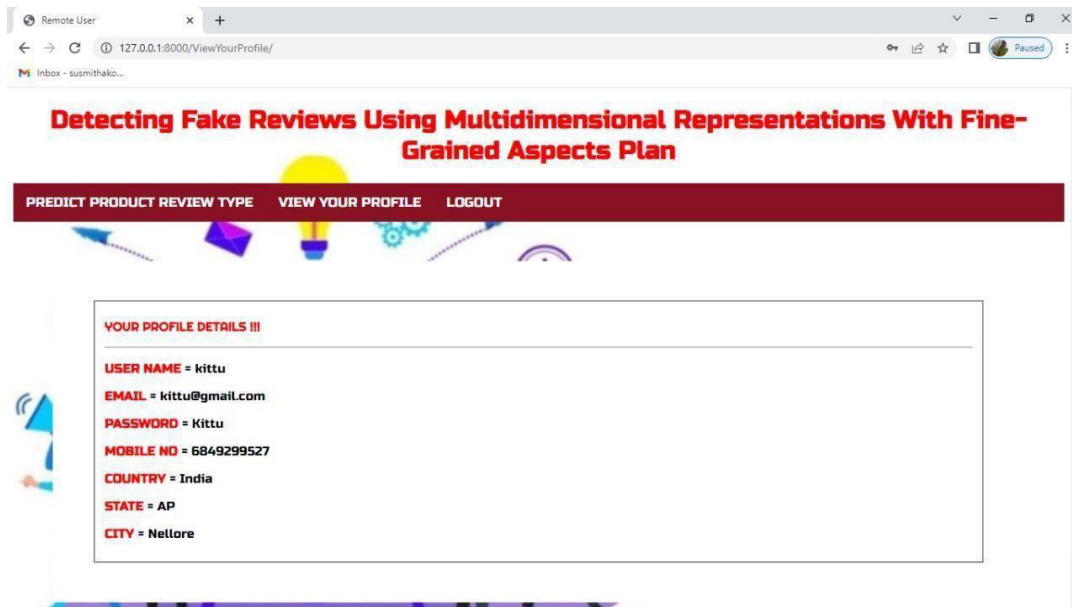 Remote User
127.0.0.1:8000/ViewYourProfile/
Paused
Inbox - susmithako...
Detecting Fake Reviews Using Multidimensional Representations With Fine-
Grained Aspects Plan
PREDICT PRODUCT REVIEW TYPE VIEW YOUR PROFILE LOGOUT
YOUR PROFILE DETAILS !!!
USER NAME = kittu
EMAIL = kittu@gmail.com
PASSWORD = Kittu
MOBILE NO = 6849299527
COUNTRY = India
STATE = AP
CITY = Nellore